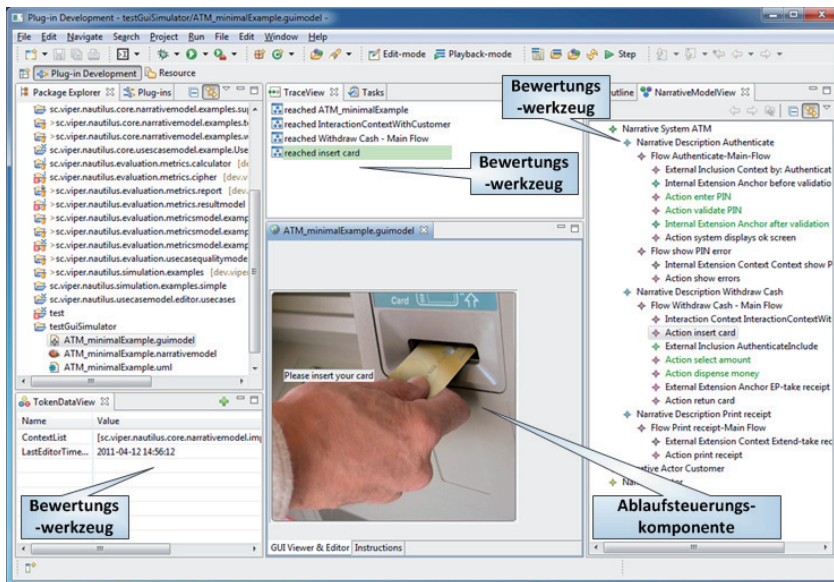 Plug-in Development - testGuiSimulator/ATM_minimalExample.guimodel -
File Edit Navigate Search Project Run File Edit Window Help
Edit-mode Playback-mode Step
Plug-in Development Resource
Package Explorer Plug-ins
sc.viper.nautilus.core.narrativemodel.examples.su
>sc.viper.nautilus.core.narrativemodel.examples.t
>sc.viper.nautilus.core.narrativemodel.examples.w
sc.viper.nautilus.core.usecasemodel.example.Use
>sc.viper.nautilus.evaluation.metrics.calculator [de
>sc.viper.nautilus.evaluation.metrics.cipher [dev.v
>sc.viper.nautilus.evaluation.metrics.report [dev.
>sc.viper.nautilus.evaluation.metrics.resultmodel
>sc.viper.nautilus.evaluation.metricsmodel.examp
>sc.viper.nautilus.evaluation.metricsmodel.examp
>sc.viper.nautilus.evaluation.metricsmodel.examp
>sc.viper.nautilus.evaluation.usecasequalitymode
>sc.viper.nautilus.simulation.examples [dev.viper
sc.viper.nautilus.simulation.examples.simple
sc.viper.nautilus.usecasemodel.editor.usecases
test
testGuiSimulator
ATM_minimalExample.guimodel
ATM_minimalExample.narrativemodel
ATM_minimalExample.uml
TokenDataView
Name Value
ContextList [sc.viper.nautilus.core.narrativemodel.imp
LastEditorTime... 2011-04-12 14:56:12
Bewertungs
-werkzeug
TraceView Tasks
reached ATM_minimalExample
reached InteractionContextWithCustomer
reached Withdraw Cash - Main Flow
reached insert card
Bewertungs
-werkzeug
ATM_minimalExample.guimodel
Card
Please insert your card
GUI Viewer & Editor Instructions
Bewertungs
-werkzeug
utline NarrativeModelView
Narrative System ATM
Narrative Description Authenticate
Flow Authenticate-Main-Flow
External Inclusion Context by: Authenticat
Internal Extension Anchor before validatio
Action enter PIN
Action validate PIN
Internal Extension Anchor after validation
Action system displays ok screen
Flow show PIN error
Internal Extension Context Context show P
Action show errors
Narrative Description Withdraw Cash
Flow Withdraw Cash - Main Flow
Interaction Context InteractionContextWit
Action insert card
External Inclusion AuthenticateInclude
Action select amount
Action dispense money
External Extension Anchor EP-take receipt
Action retun card
Narrative Description Print receipt
Flow Print receipt-Main Flow
External Extension Context Extend-take rec
Action print receipt
ative Actor Customer
Ablaufsteuerungs-
komponente